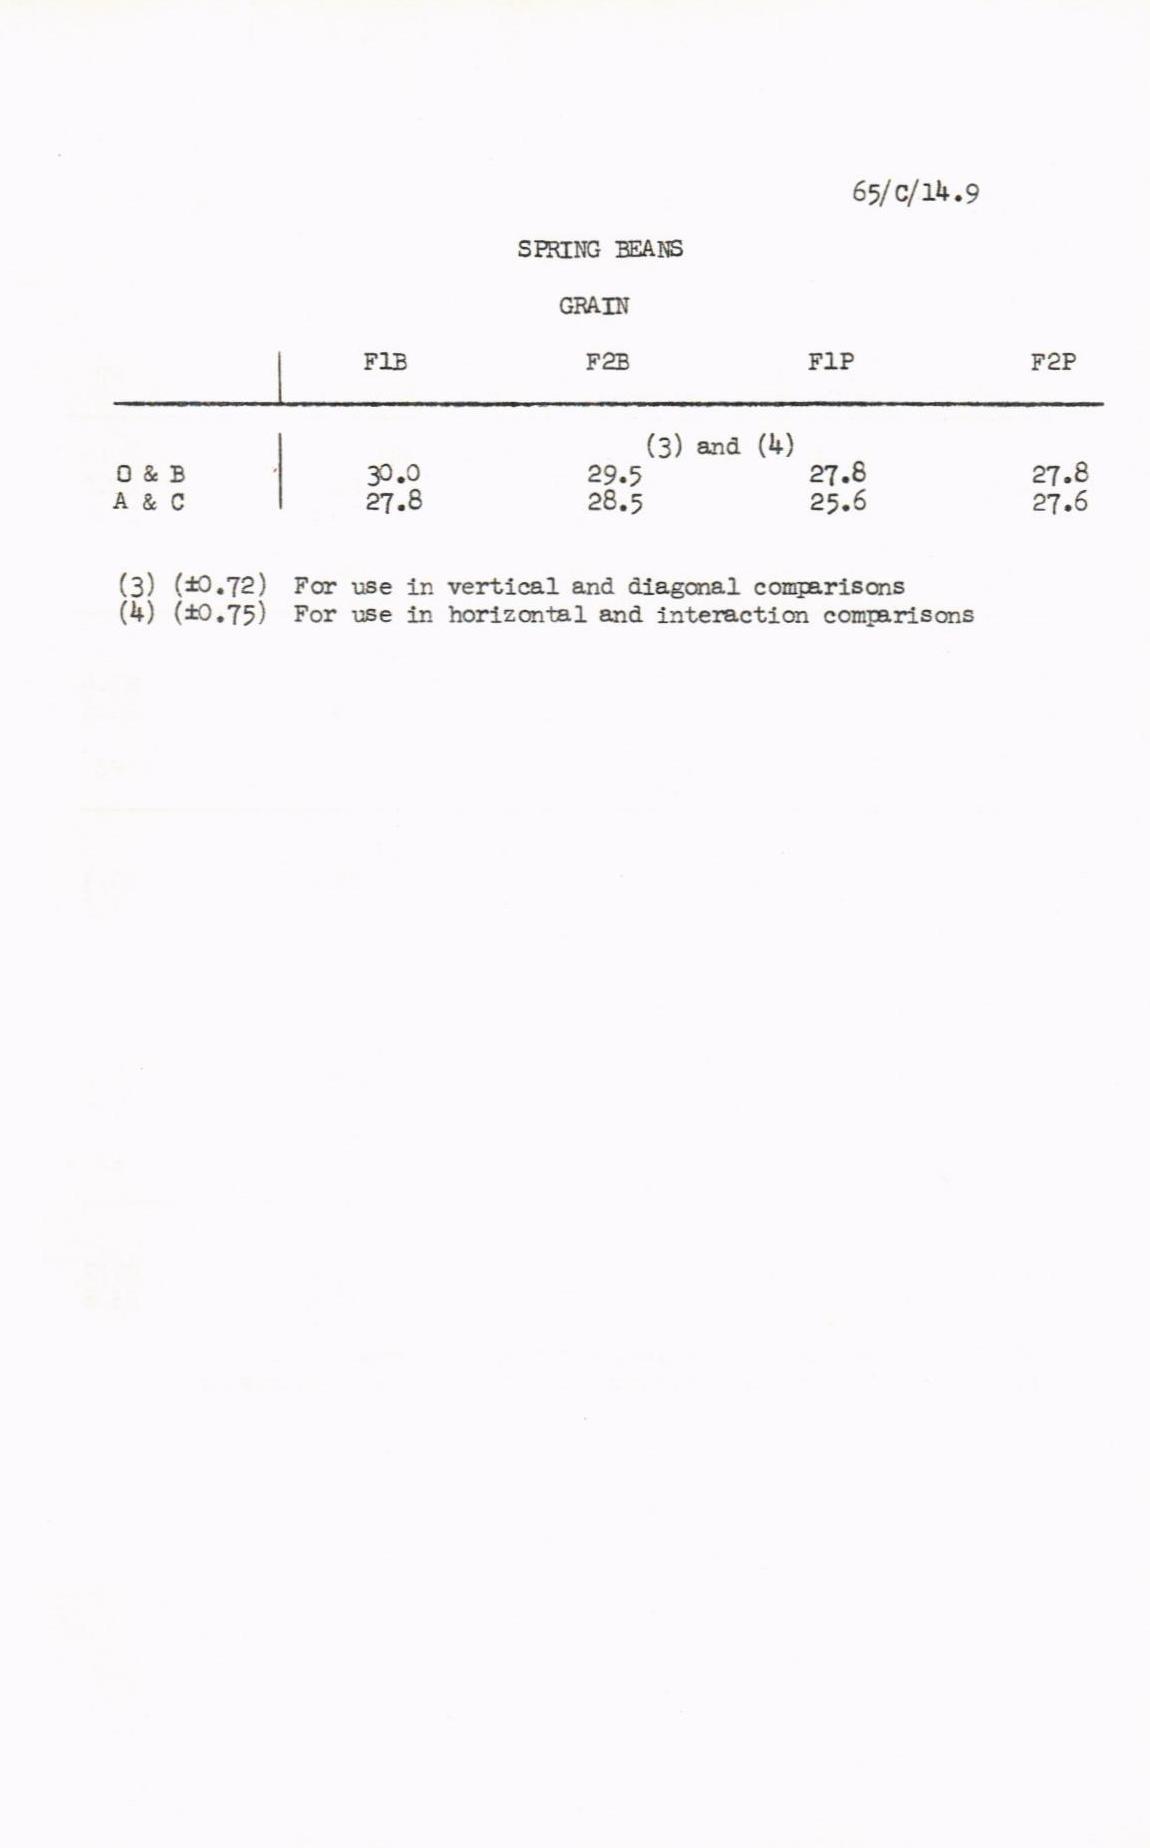 65/C/14.9
SPRING BEANS
GRAIN
F1B F2B F1P F2P
(3) and (4)
O & B 30.0 29.5 27.8 27.8
A & C 27.8 28.5 25.6 27.6
(3) (±0.72) For use in vertical and diagonal comparisons
(4) (±0.75) For use in horizontal and interaction comparisons